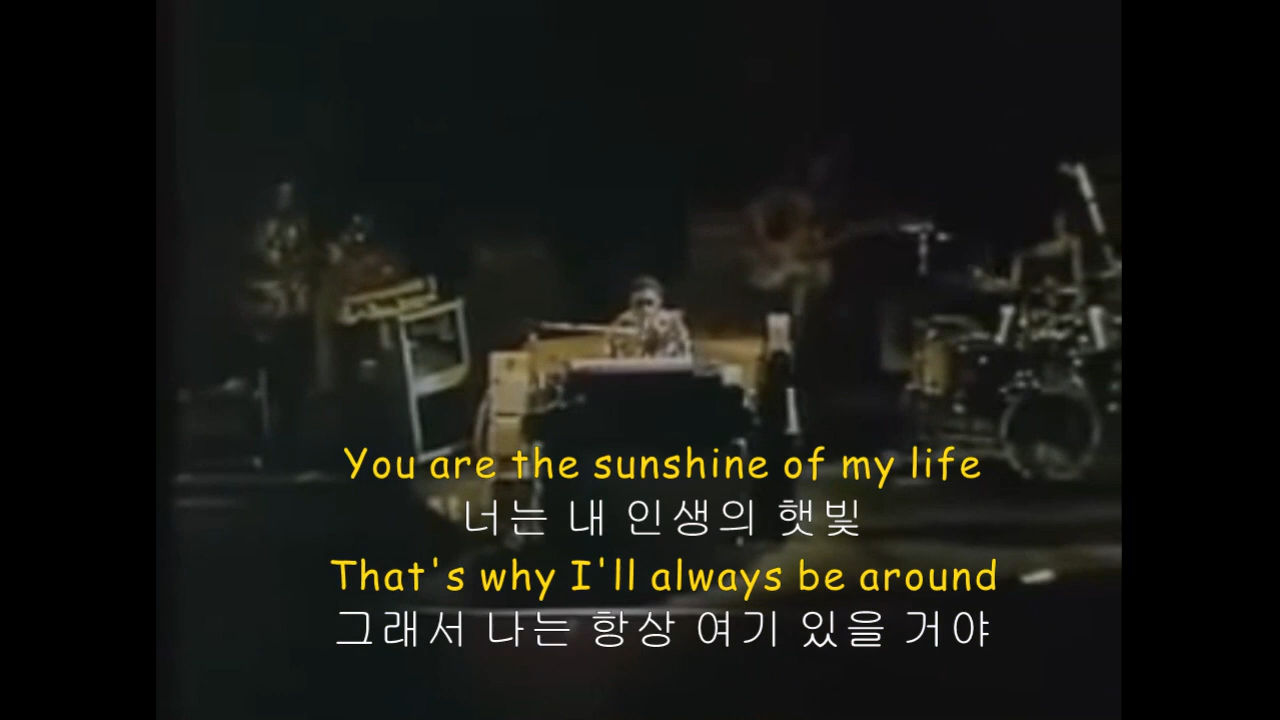 You are the sunshine of my life
너는 내 인생의 햇빛
That's why I'll always be around
그래서 나는 항상 여기 있을 거야